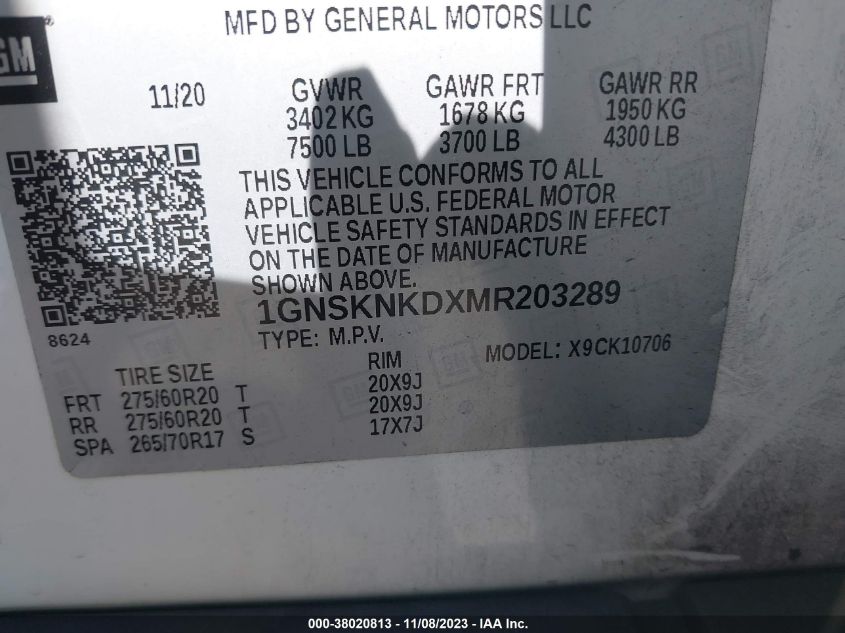 MFD BY GENERAL MOTORS LLC
GM
11/20 GVWR GAWR FRT GAWR RR
3402 KG 1678 KG 1950 KG
7500 LB 3700 LB 4300 LB
THIS VEHICLE CONFORMS TO ALL
APPLICABLE U.S. FEDERAL MOTOR
VEHICLE SAFETY STANDARDS IN EFFECT
ON THE DATE OF MANUFACTURE
SHOWN ABOVE.
1GNSKNKDXMR203289
8624
TYPE: M.P.V. MODEL: X9CK10706
TIRE SIZE RIM
FRT 275/60R20 T 20X9J
RR 275/60R20 T 20X9J
SPA 265/70R17 S 17X7J
000-38020813 - 11/08/2023 - IAA Inc.